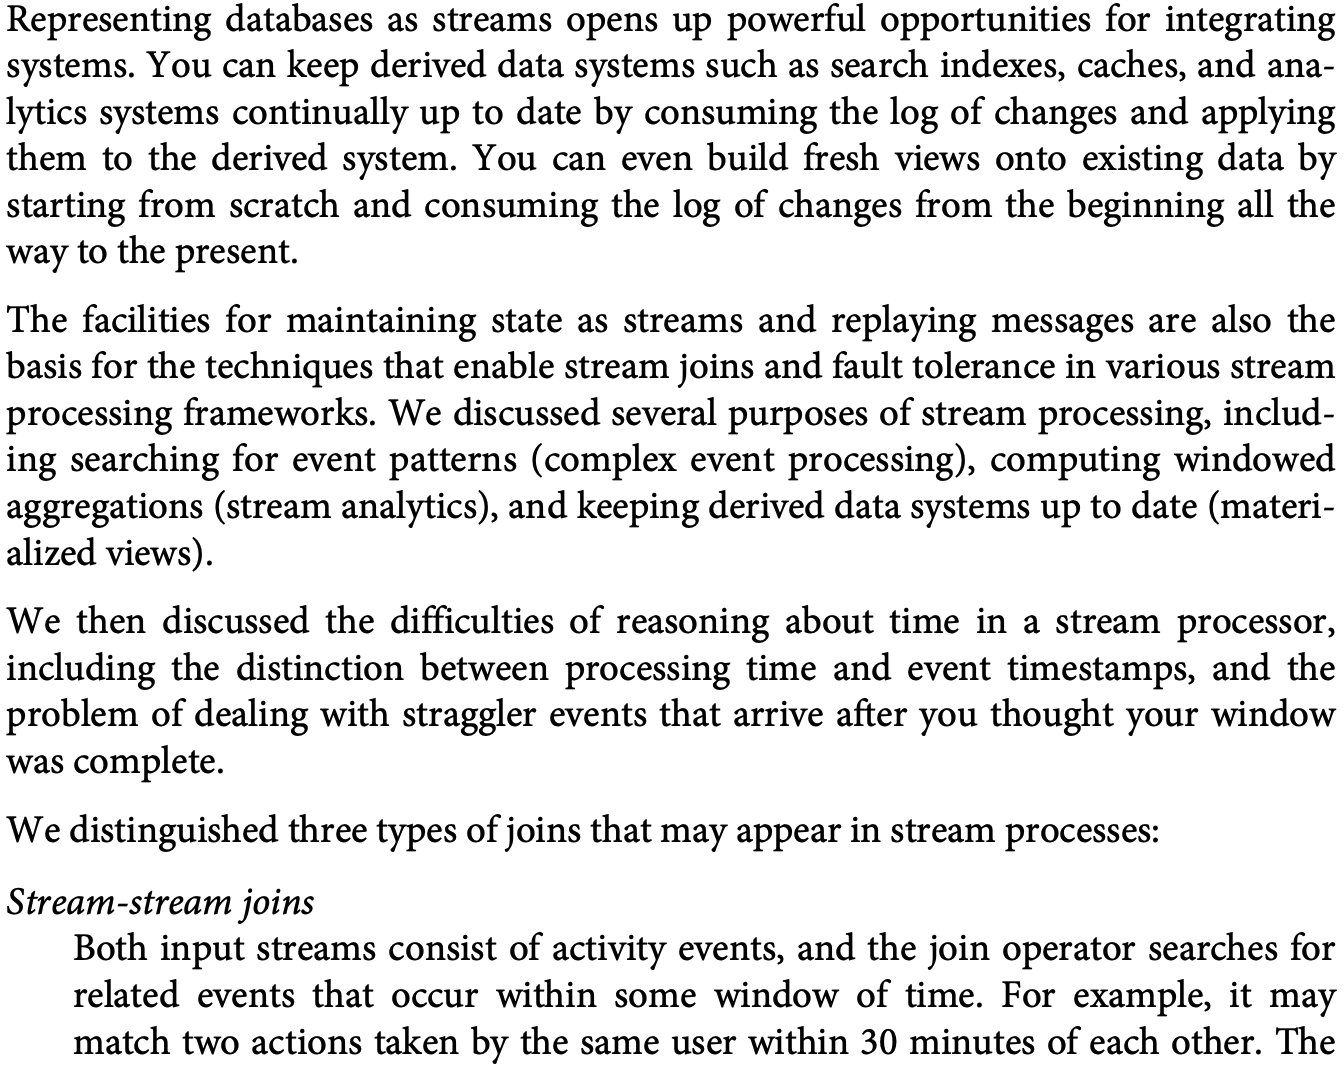 Representing databases as streams opens up powerful opportunities for integrating
systems. You can keep derived data systems such as search indexes, caches, and ana-
lytics systems continually up to date by consuming the log of changes and applying
them to the derived system. You can even build fresh views onto existing data by
starting from scratch and consuming the log of changes from the beginning all the
way to the present.
The facilities for maintaining state as streams and replaying messages are also the
basis for the techniques that enable stream joins and fault tolerance in various stream
processing frameworks. We discussed several purposes of stream processing, includ-
ing searching for event patterns (complex event processing), computing windowed
aggregations (stream analytics), and keeping derived data systems up to date (materi-
alized views).
We then discussed the difficulties of reasoning about time in a stream processor,
including the distinction between processing time and event timestamps, and the
problem of dealing with straggler events that arrive after you thought your window
was complete.
We distinguished three types of joins that may appear in stream processes:
Stream-stream joins
Both input streams consist of activity events, and the join operator searches for
related events that occur within some window of time. For example, it may
match two actions taken by the same user within 30 minutes of each other. The